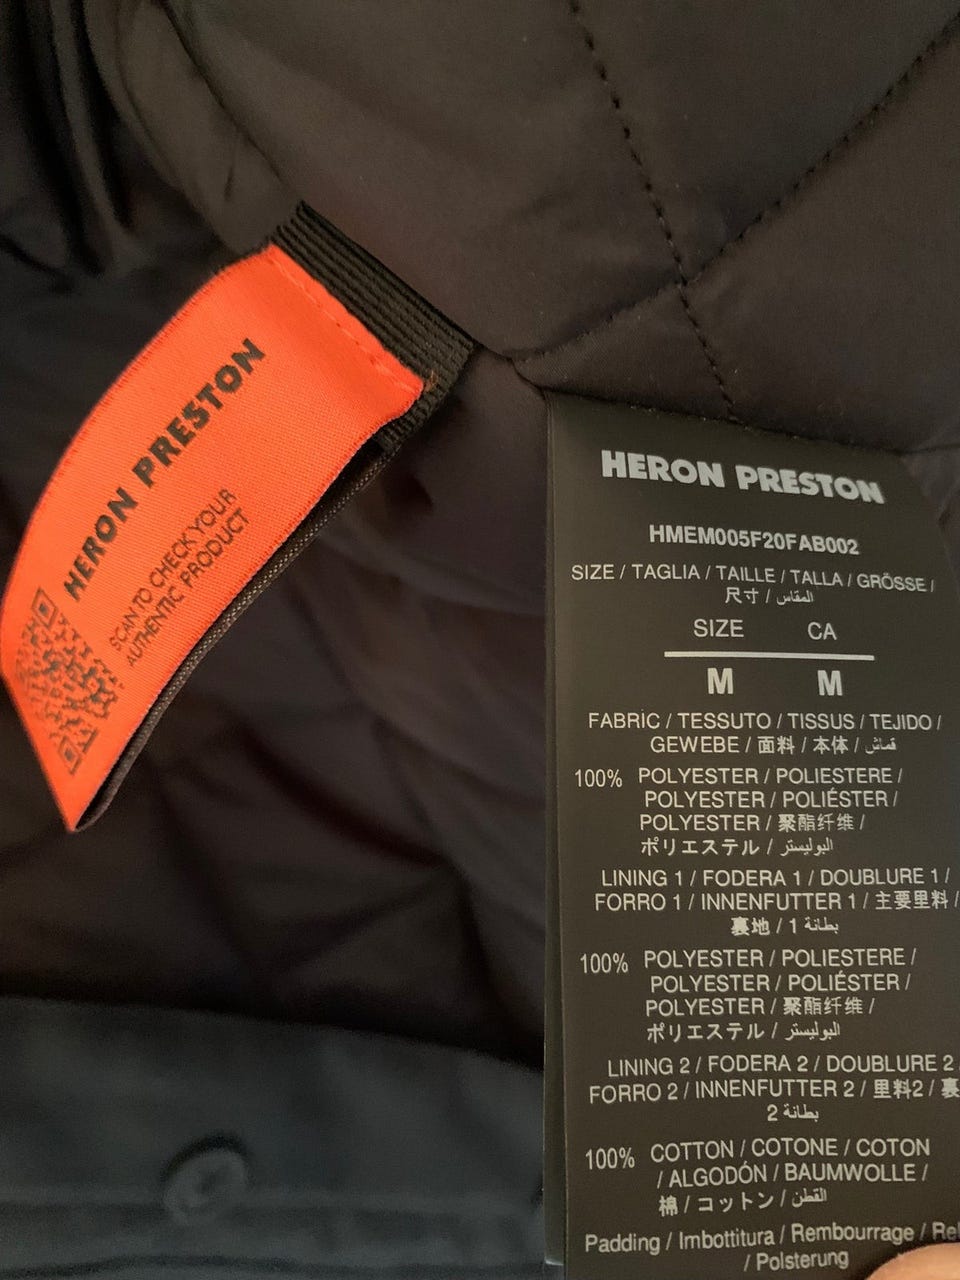 HERON PRESTON
SCAN TO CHECK YOUR
AUTHENTIC PRODUCT
HERON PRESTON
HMEM005F20FAB002
SIZE / TAGLIA / TAILLE / TALLA / GRÖSSE /
尺寸 / المقاس
SIZE CA
M M
FABRIC / TESSUTO / TISSUS / TEJIDO /
GEWEBE / 面料 / 本体 / قماش
100% POLYESTER / POLIESTERE /
POLYESTER / POLIÉSTER /
POLYESTER / 聚酯纤维 /
ポリエステル / البوليستر
LINING 1 / FODERA 1 / DOUBLURE 1 /
FORRO 1 / INNENFUTTER 1 / 主要里料 /
裏地 / بطانة 1
100% POLYESTER / POLIESTERE /
POLYESTER / POLIÉSTER /
POLYESTER / 聚酯纤维 /
ポリエステル / البوليستر
LINING 2 / FODERA 2 / DOUBLURE 2
FORRO 2 / INNENFUTTER 2 / 里料2 / 裏
بطانة 2
100% COTTON / COTONE / COTON
/ ALGODÓN / BAUMWOLLE /
棉 / コットン / القطن
Padding / Imbottitura / Rembourrage / Rel
/ Polsterung